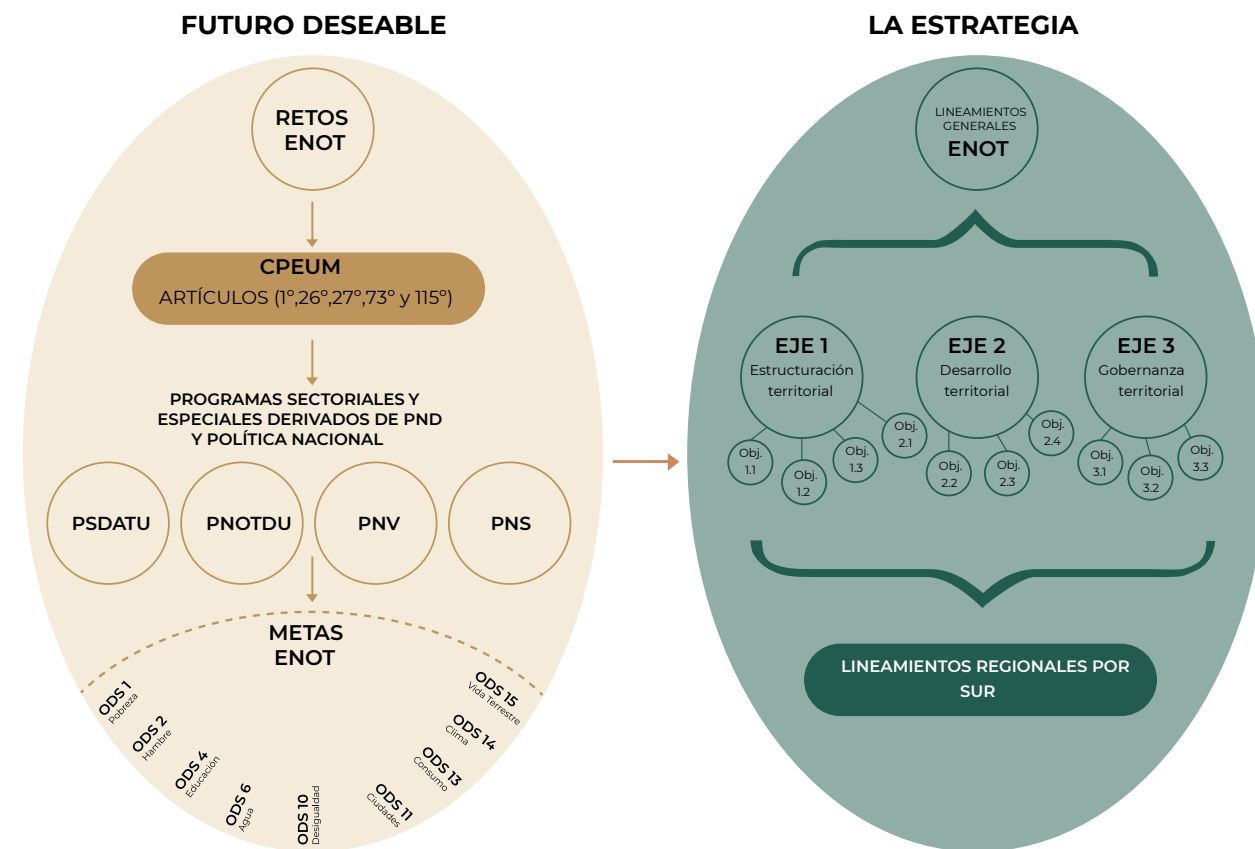 FUTURO DESEABLE
RETOS
ENOT
CPEUM
ARTÍCULOS (1º,26º,27º,73º y 115º)
PROGRAMAS SECTORIALES Y
ESPECIALES DERIVADOS DE PND
Y POLÍTICA NACIONAL
PSDATU
PNOTDU
PNV
PNS
METAS
ENOT
ODS 1
Pobreza
ODS 2
Hambre
ODS 4
Educación
ODS 6
Agua
ODS 10
Desigualdad
ODS 11
Ciudades
ODS 13
Consumo
ODS 14
Clima
ODS 15
Vida Terrestre
LA ESTRATEGIA
LINEAMIENTOS
GENERALES
ENOT
EJE 1
Estructuración
territorial
EJE 2
Desarrollo
territorial
EJE 3
Gobernanza
territorial
Obj.
1.1
Obj.
1.2
Obj.
1.3
Obj.
2.1
Obj.
2.2
Obj.
2.3
Obj.
2.4
Obj.
3.1
Obj.
3.2
Obj.
3.3
LINEAMIENTOS REGIONALES POR
SUR